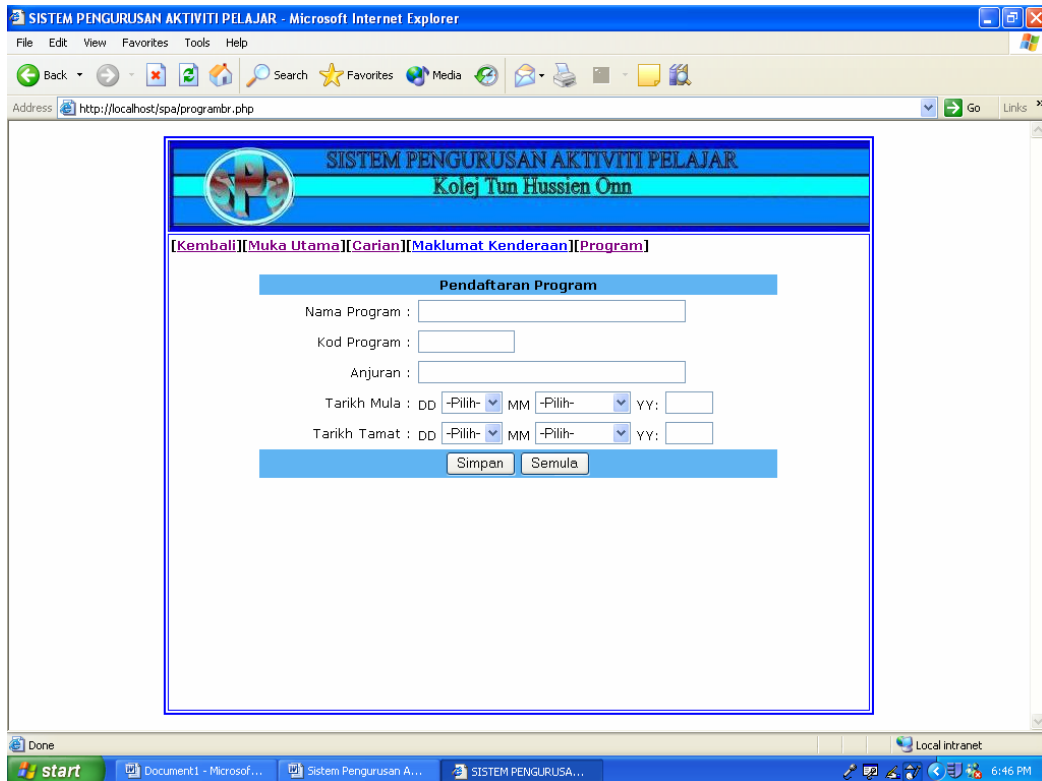 SISTEM PENGURUSAN AKTIVITI PELAJAR - Microsoft Internet Explorer
File Edit View Favorites Tools Help
Back Search Favorites Media
Address http://localhost/spa/programbr.php Go Links »
SISTEM PENGURUSAN AKTIVITI PELAJAR
SPa Kolej Tun Hussien Onn
[Kembali][Muka Utama][Carian][Maklumat Kenderaan][Program]
Pendaftaran Program
Nama Program :
Kod Program :
Anjuran :
Tarikh Mula : DD -Pilih- MM -Pilih- YY:
Tarikh Tamat : DD -Pilih- MM -Pilih- YY:
Simpan Semula
Done Local intranet
start Document1 - Microsof... Sistem Pengurusan A... SISTEM PENGURUSA... 6:46 PM